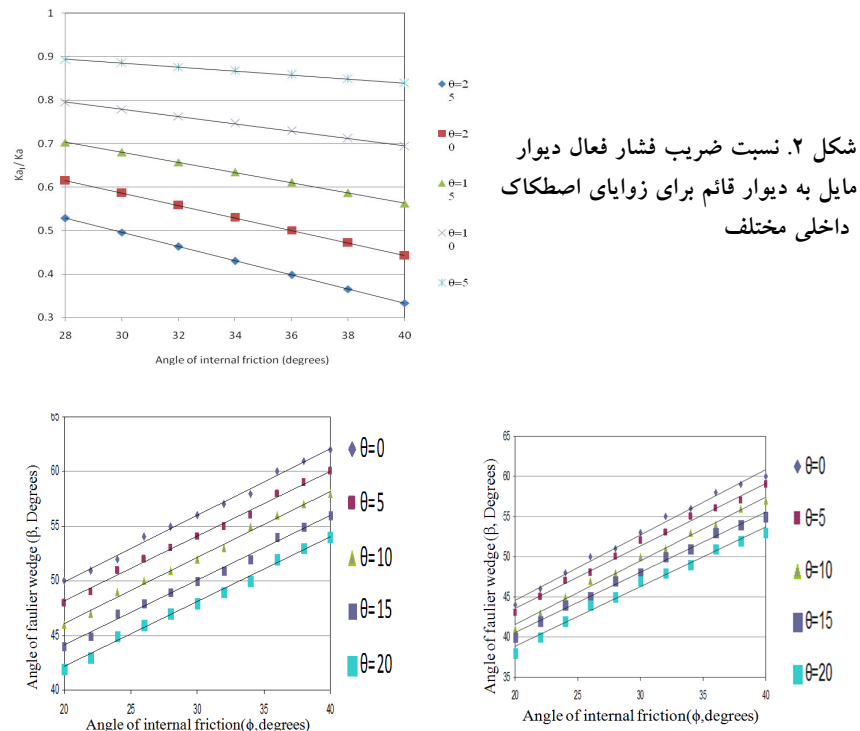 1
0.9
0.8
0.7
0.6
0.5
0.4
0.3
Kai/ Ka
28 30 32 34 36 38 40
Angle of internal friction (degrees)
θ=2
5
θ=2
0
θ=1
5
θ=1
0
θ=5
شکل ۲. نسبت ضریب فشار فعال دیوار
مایل به دیوار قائم برای زوایای اصطکاک
داخلی مختلف
65
60
55
50
45
40
Angle of faulier wedge (β, Degrees)
20 25 30 35 40
Angle of internal friction(ϕ,degrees)
θ=0
θ=5
θ=10
θ=15
θ=20
65
60
55
50
45
40
35
Angle of faulier wedge (β, Degrees)
20 25 30 35 40
Angle of internal friction(ϕ,degrees)
θ=0
θ=5
θ=10
θ=15
θ=20